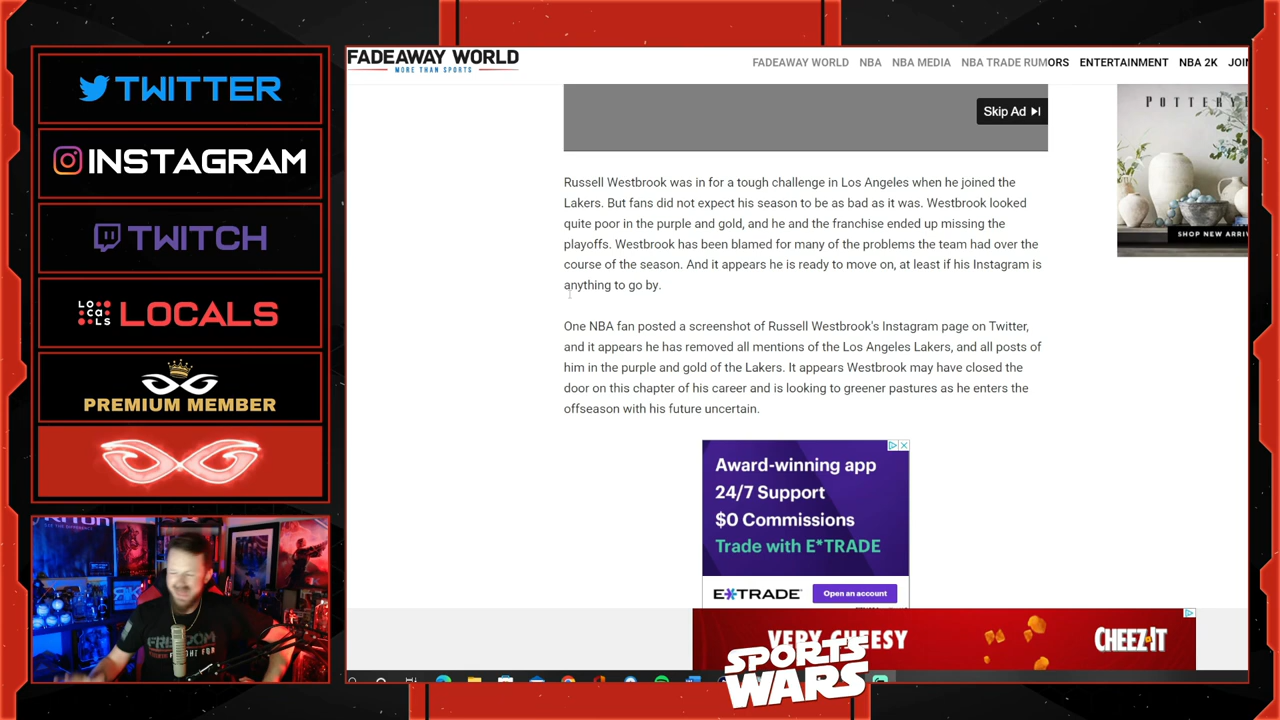 TWITTER
INSTAGRAM
TWITCH
LOCALS
LOCALS
PREMIUM MEMBER
FADEAWAY WORLD
MORE THAN SPORTS
FADEAWAY WORLD NBA NBA MEDIA NBA TRADE RUMORS ENTERTAINMENT NBA 2K JOIN
Skip Ad
Russell Westbrook was in for a tough challenge in Los Angeles when he joined the
Lakers. But fans did not expect his season to be as bad as it was. Westbrook looked
quite poor in the purple and gold, and he and the franchise ended up missing the
playoffs. Westbrook has been blamed for many of the problems the team had over the
course of the season. And it appears he is ready to move on, at least if his Instagram is
anything to go by.
One NBA fan posted a screenshot of Russell Westbrook's Instagram page on Twitter,
and it appears he has removed all mentions of the Los Angeles Lakers, and all posts of
him in the purple and gold of the Lakers. It appears Westbrook may have closed the
door on this chapter of his career and is looking to greener pastures as he enters the
offseason with his future uncertain.
POTTERY
SHOP NEW ARRIV
Award-winning app
24/7 Support
$0 Commissions
Trade with E*TRADE
E*TRADE
Open an account
VERY CHEESY
CHEEZ-IT
SPORTS
WARS
FREEDOM